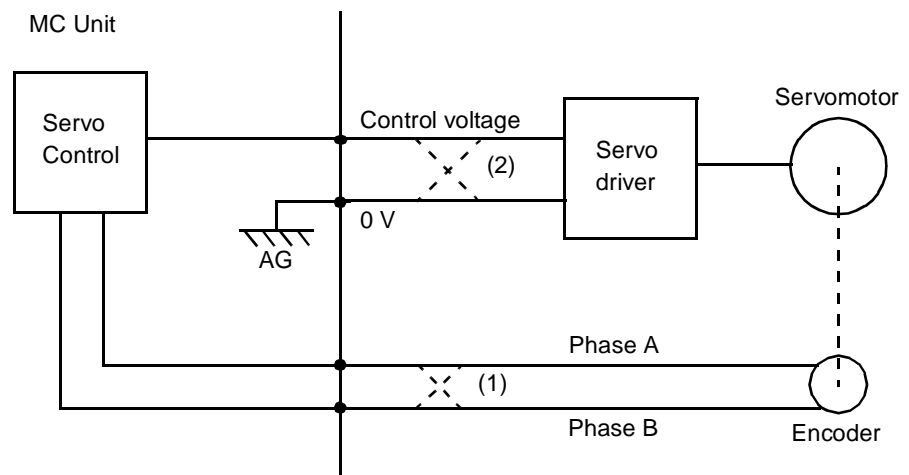 MC Unit
Servo
Control
Control voltage
(2)
0 V
AG
Servo
driver
Servomotor
Phase A
(1)
Phase B
Encoder